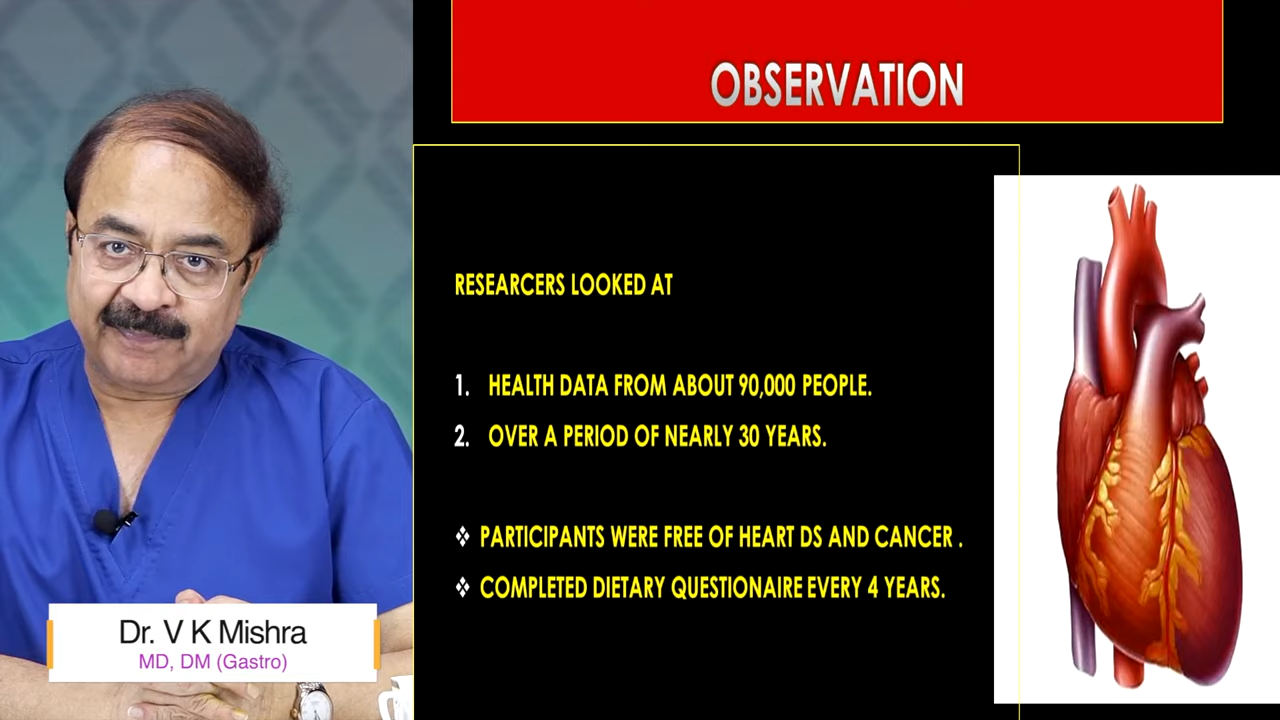 OBSERVATION
RESEARCERS LOOKED AT
1. HEALTH DATA FROM ABOUT 90,000 PEOPLE.
2. OVER A PERIOD OF NEARLY 30 YEARS.
❖ PARTICIPANTS WERE FREE OF HEART DS AND CANCER .
❖ COMPLETED DIETARY QUESTIONAIRE EVERY 4 YEARS.
Dr. V K Mishra
MD, DM (Gastro)